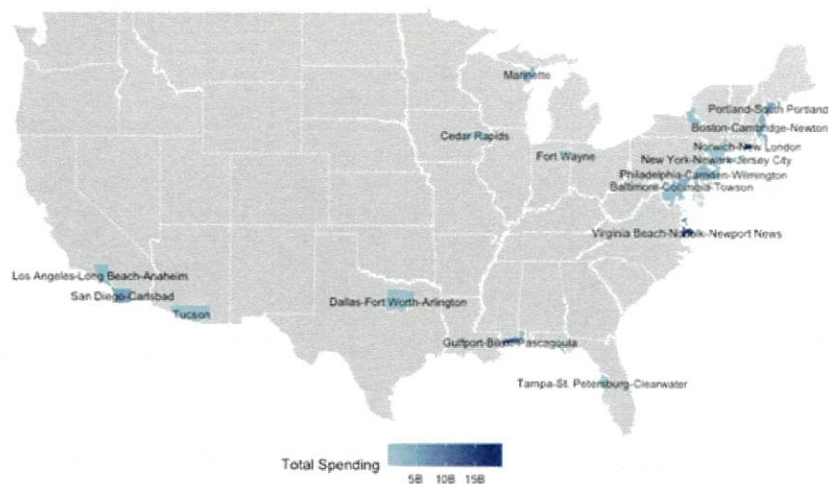 Marinette
Portland-South Portland
Boston-Cambridge-Newton
Cedar Rapids
Norwich-New London
Fort Wayne
New York-Newark-Jersey City
Philadelphia-Camden-Wilmington
Baltimore-Columbia-Towson
Virginia Beach-Norfolk-Newport News
Los Angeles-Long Beach-Anaheim
San Diego-Carlsbad
Dallas-Fort Worth-Arlington
Tucson
Gulfport-Biloxi-Pascagoula
Tampa-St. Petersburg-Clearwater
Total Spending
5B 10B 15B